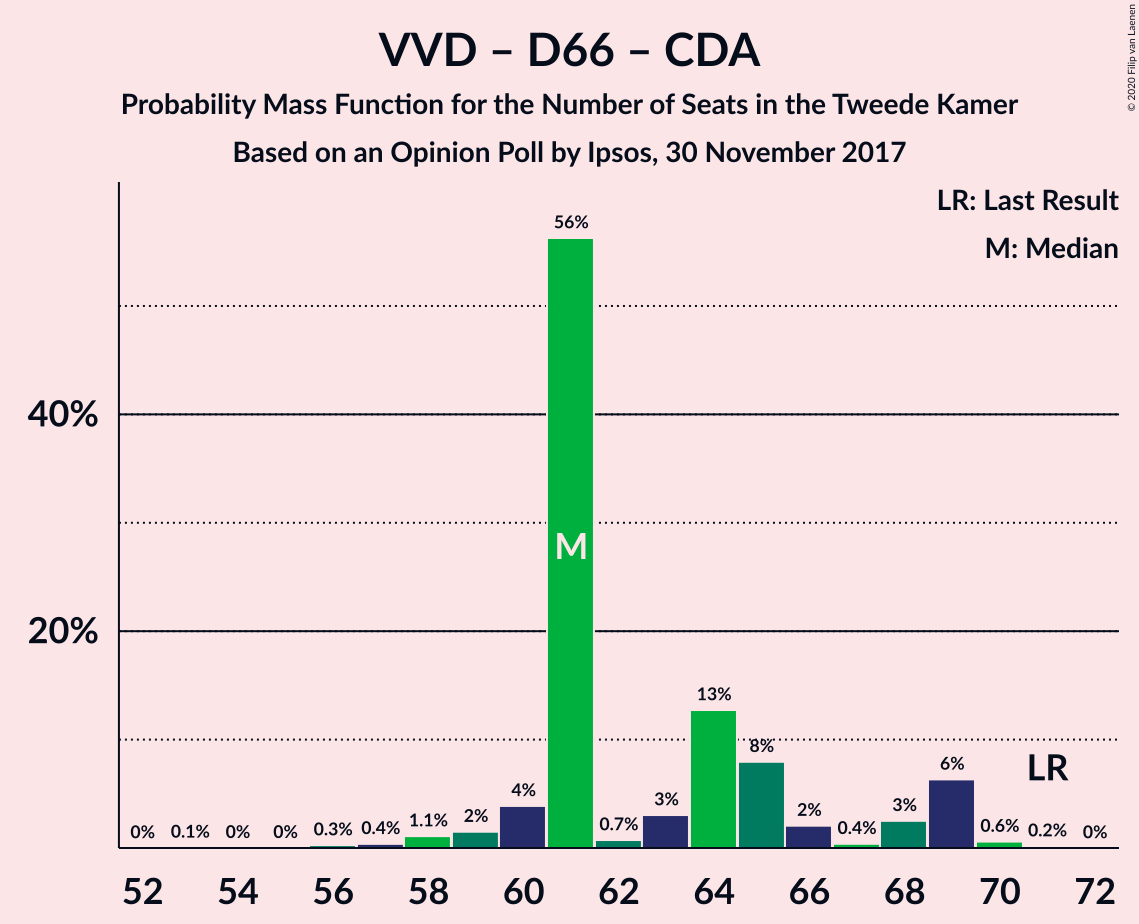 VVD – D66 – CDA
Probability Mass Function for the Number of Seats in the Tweede Kamer
Based on an Opinion Poll by Ipsos, 30 November 2017
© 2020 Filip van Laenen
LR: Last Result
M: Median
56%
40%
M
20%
13%
8%
6%
LR
4%
3%
3%
2%
2%
1.1%
0%
0.1%
0%
0%
0.3%
0.4%
0.7%
0.4%
0.6%
0.2%
0%
52 54 56 58 60 62 64 66 68 70 72